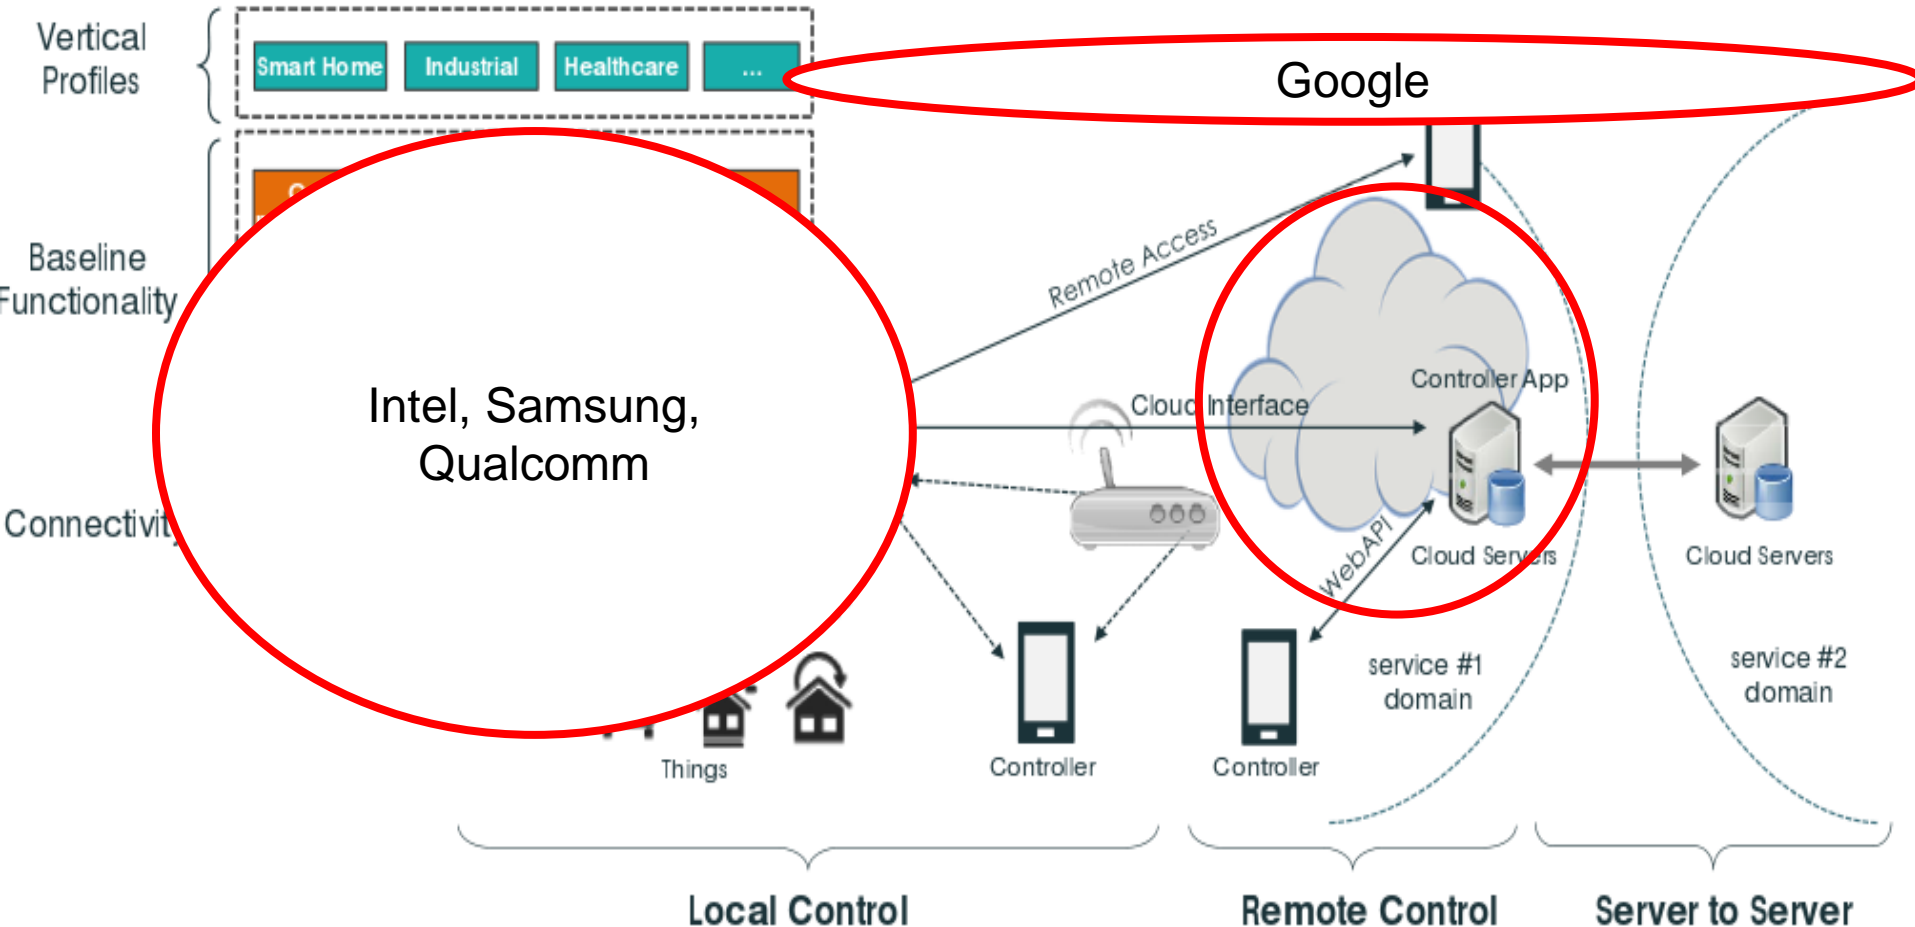 Vertical
Profiles
Smart Home
Industrial
Healthcare
...
Google
Baseline
Functionality
Remote Access
Intel, Samsung,
Qualcomm
Controller App
Cloud Interface
Connectivity
WebAPI
Cloud Servers
Cloud Servers
service #1
domain
service #2
domain
Things
Controller
Controller
Local Control
Remote Control
Server to Server